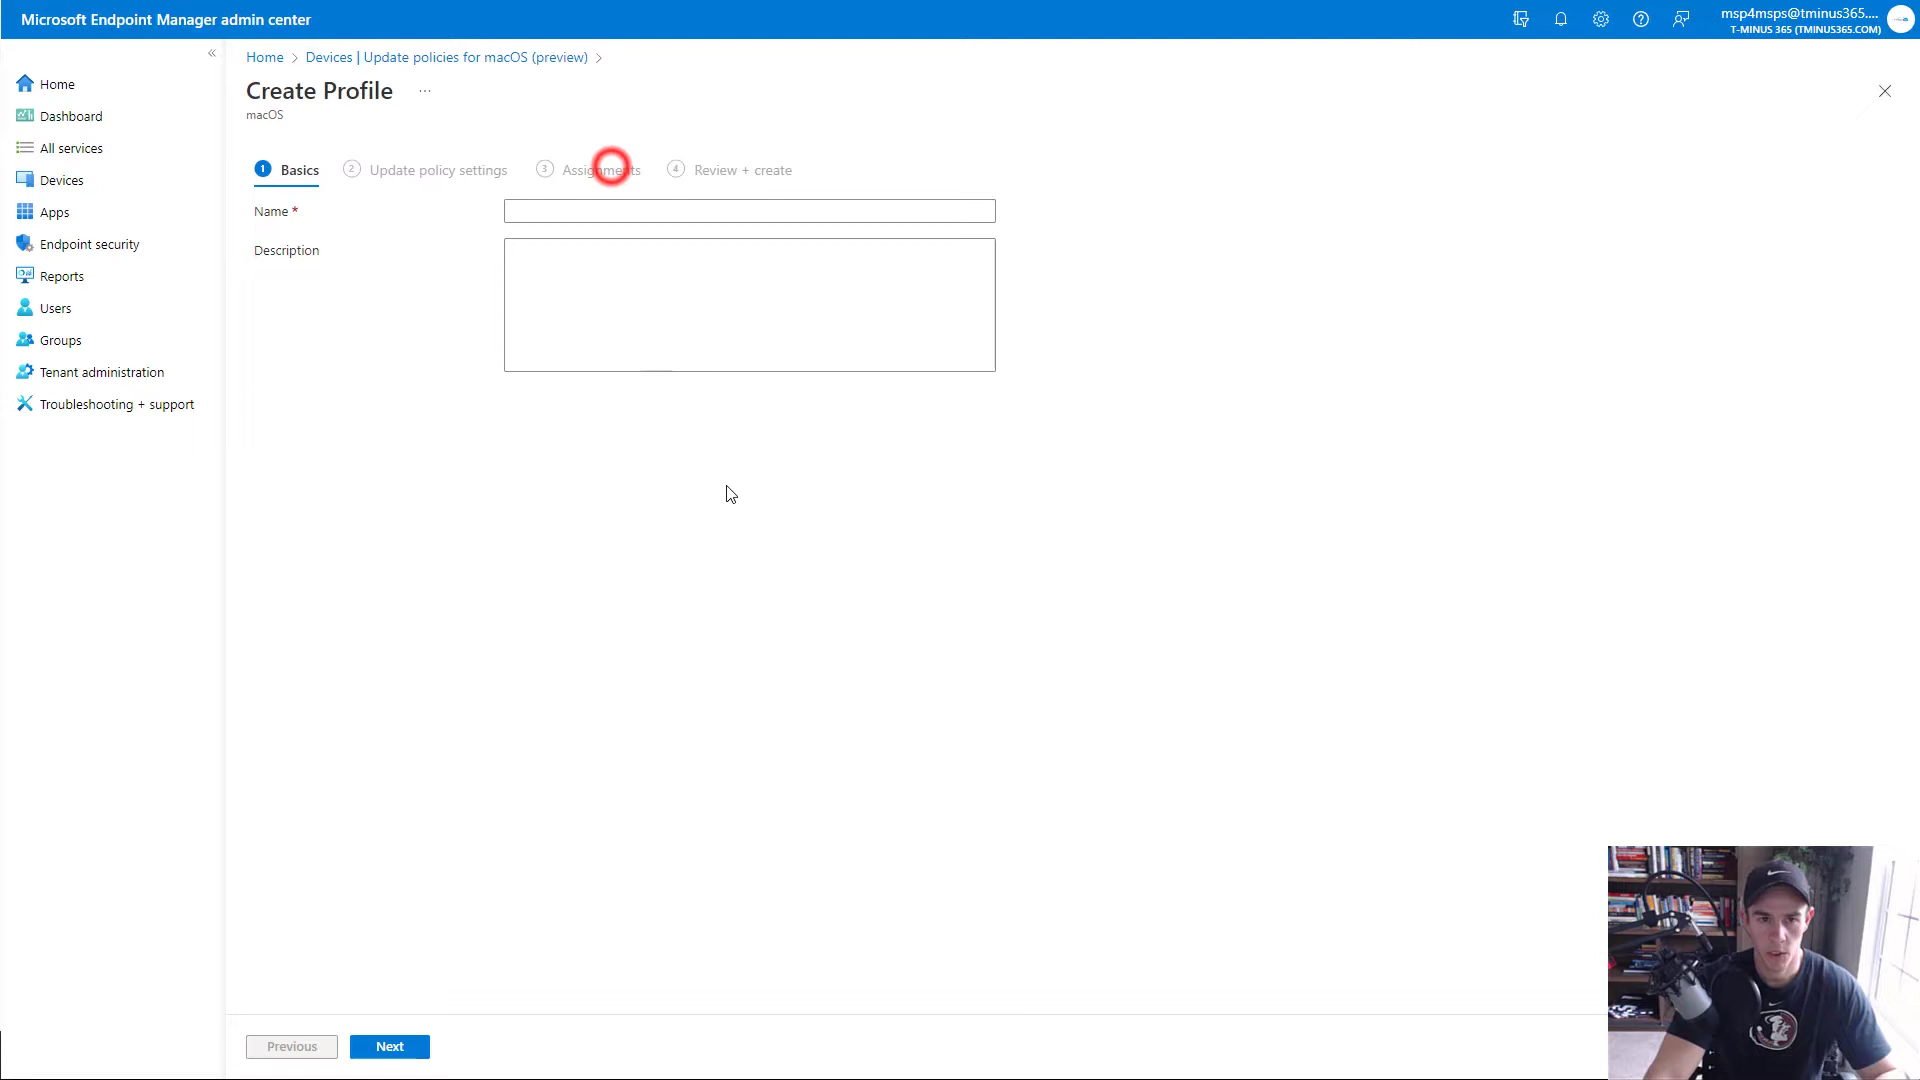 Microsoft Endpoint Manager admin center
msp4msps@tminus365....
T-MINUS 365 (TMINUS365.COM)
«
Home > Devices | Update policies for macOS (preview) >
Create Profile ...
macOS
Home
Dashboard
All services
Devices
Apps
Endpoint security
Reports
Users
Groups
Tenant administration
Troubleshooting + support
1 Basics 2 Update policy settings 3 Assignments 4 Review + create
Name *
Description
Previous Next